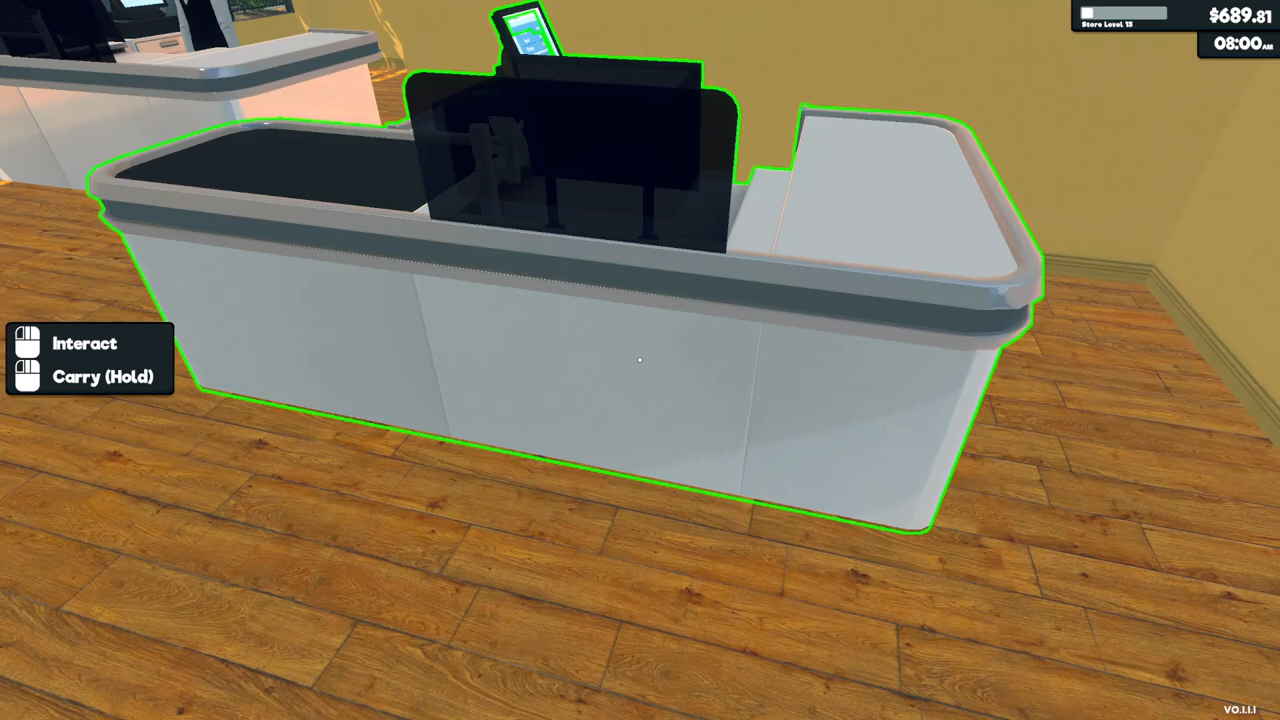 $689.81
Store Level 13
08:00AM
Interact
Carry (Hold)
V0.1.1.1